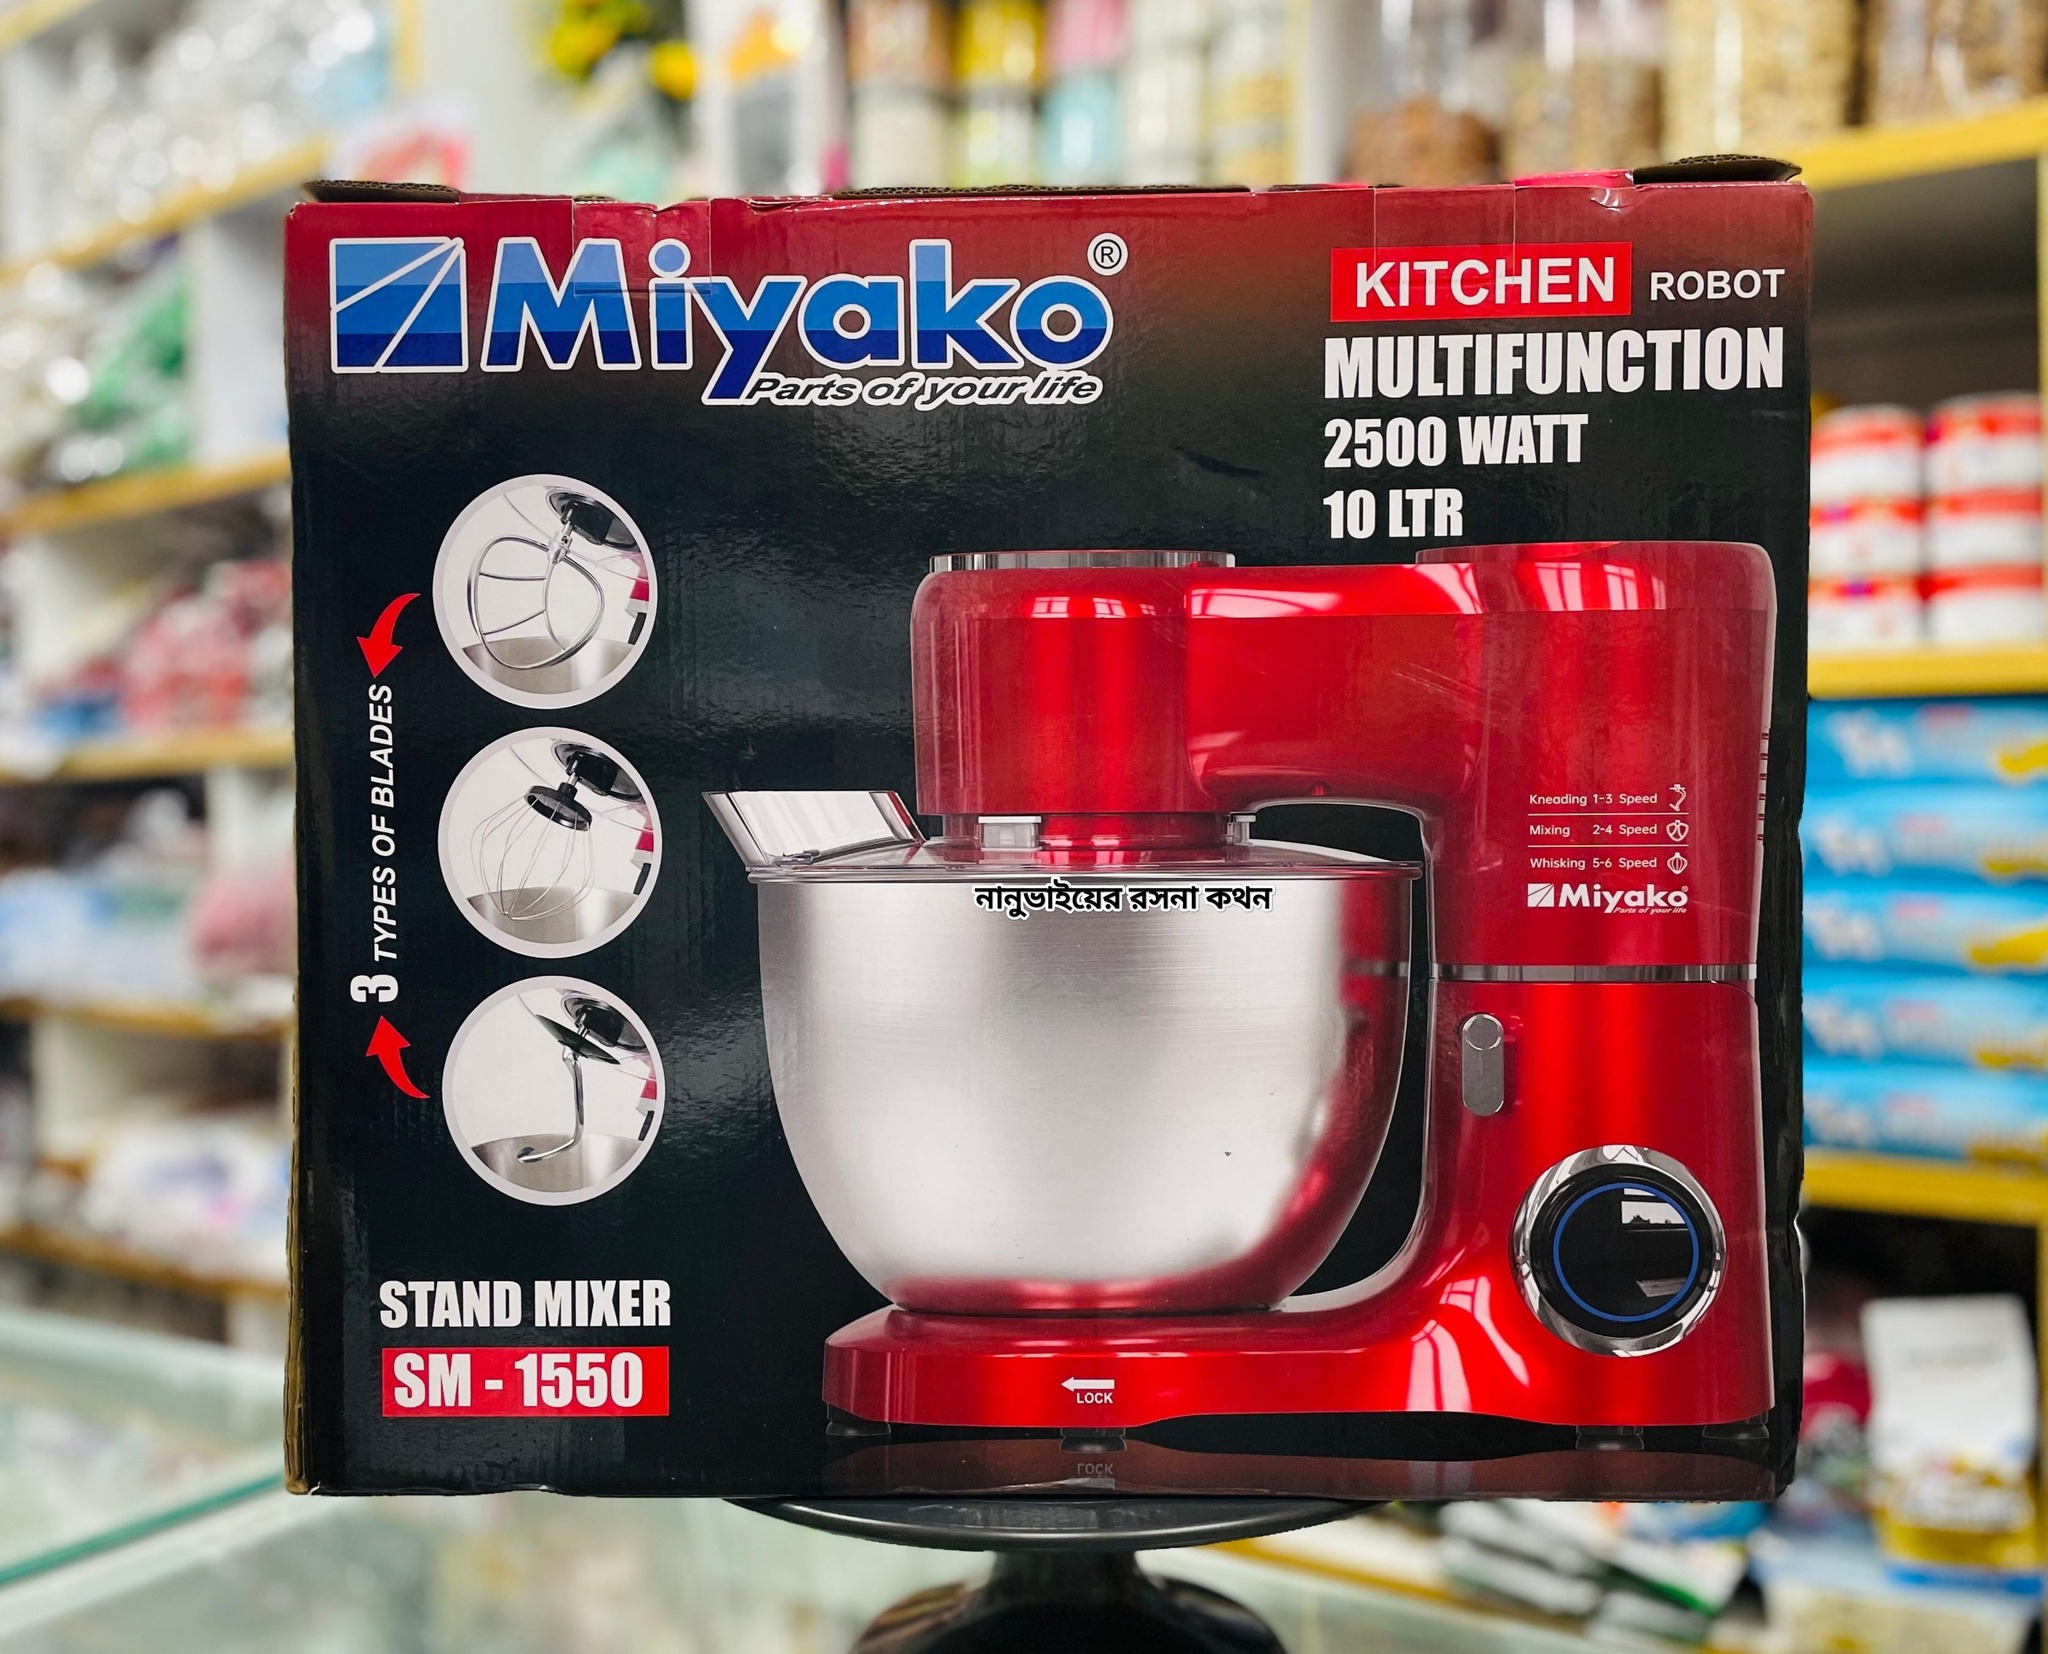 Miyako®
Parts of your life
KITCHEN ROBOT
MULTIFUNCTION
2500 WATT
10 LTR
3 TYPES OF BLADES
Kneading 1-3 Speed
Mixing 2-4 Speed
Whisking 5-6 Speed
Miyako®
Parts of your life
নানুভাইয়ের রসনা কথন
STAND MIXER
SM - 1550
LOCK